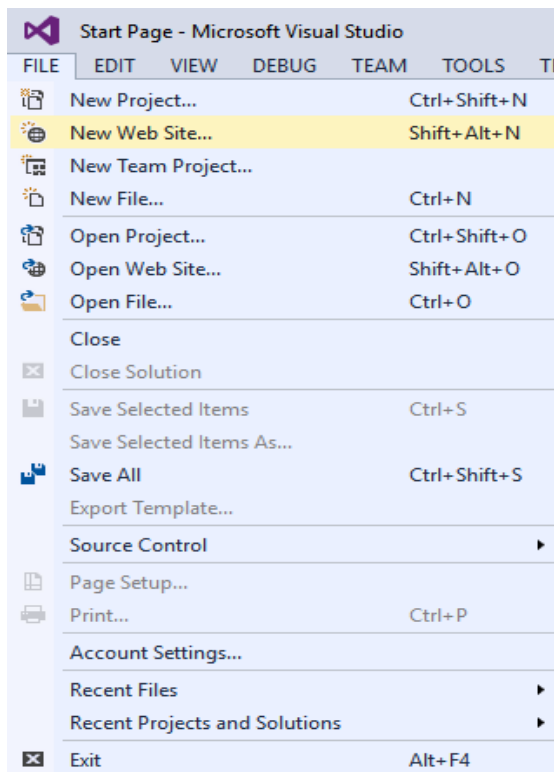 Start Page - Microsoft Visual Studio
FILE EDIT VIEW DEBUG TEAM TOOLS
New Project... Ctrl+Shift+N
New Web Site... Shift+Alt+N
New Team Project...
New File... Ctrl+N
Open Project... Ctrl+Shift+O
Open Web Site... Shift+Alt+O
Open File... Ctrl+O
Close
Close Solution
Save Selected Items Ctrl+S
Save Selected Items As...
Save All Ctrl+Shift+S
Export Template...
Source Control
Page Setup...
Print... Ctrl+P
Account Settings...
Recent Files
Recent Projects and Solutions
Exit Alt+F4